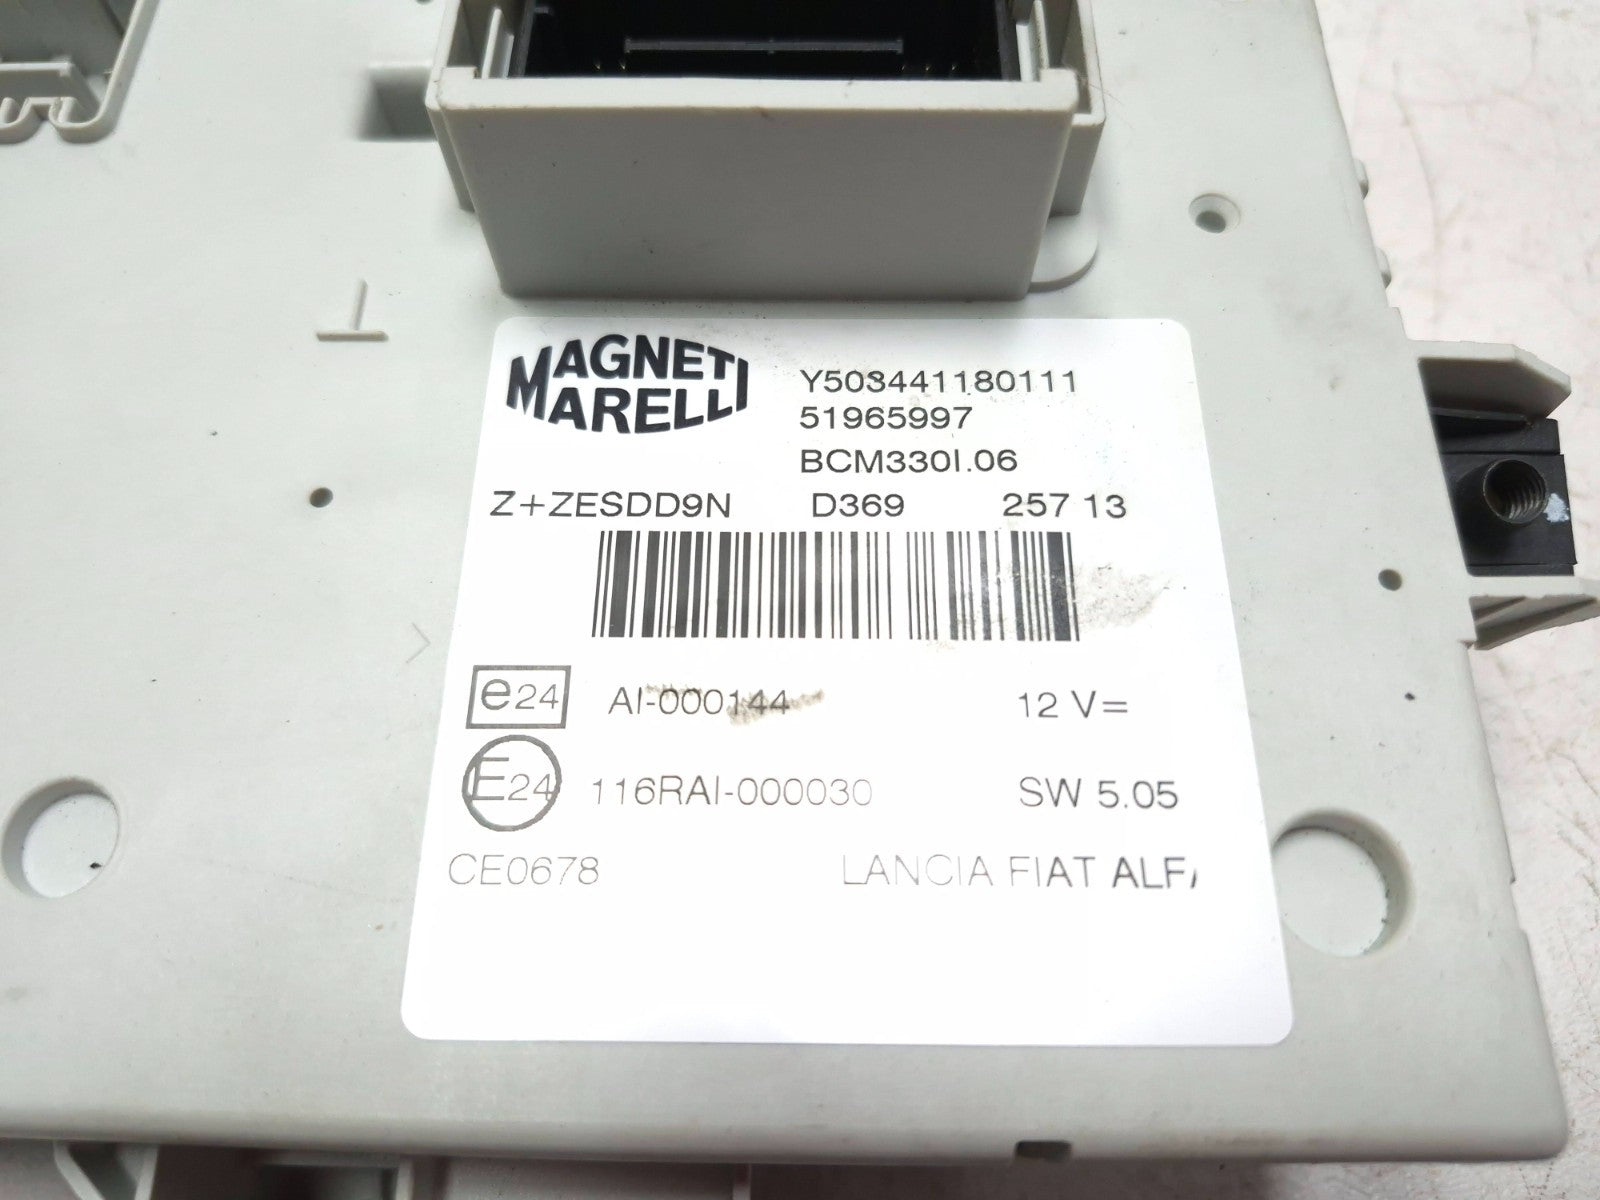 MAGNETI
MARELLI
Y503441180111
51965997
BCM330I.06
Z+ZESDD9N D369 257 13
e24 AI-000144 12 V=
E24 116RAI-000030 SW 5.05
CE0678 LANCIA FIAT ALF